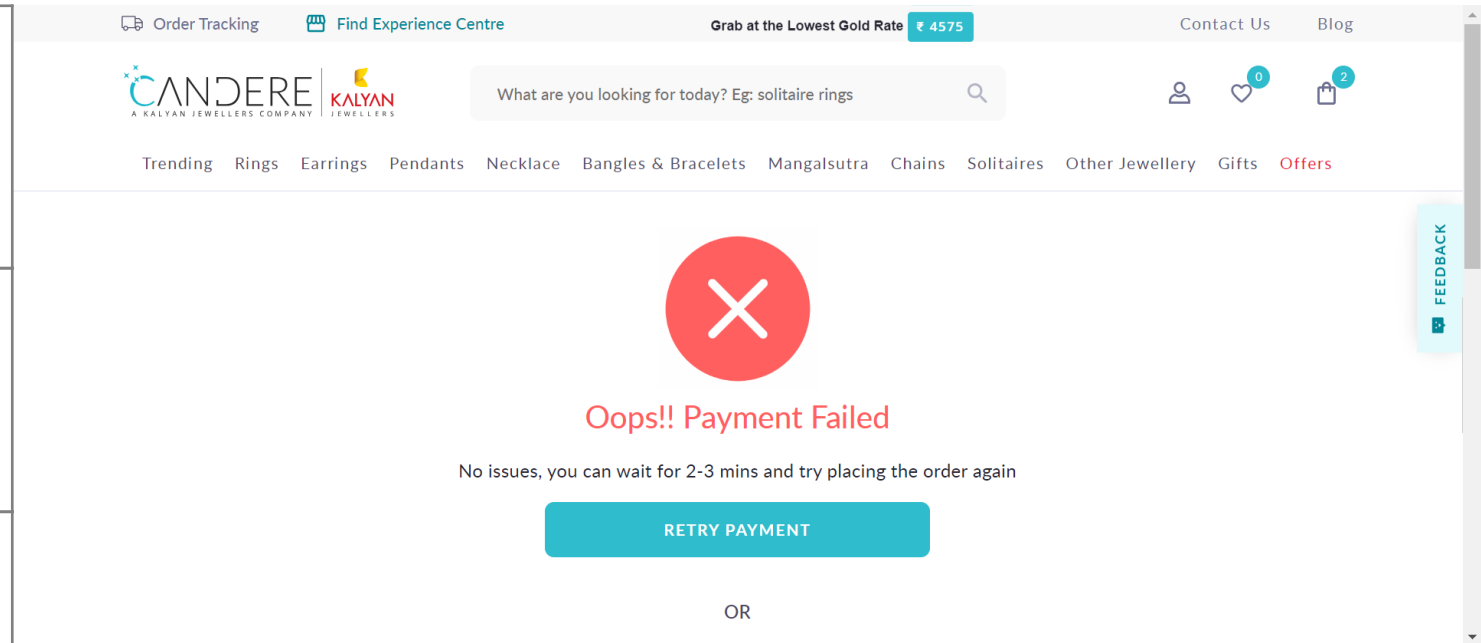 Order Tracking Find Experience Centre Grab at the Lowest Gold Rate ₹ 4575 Contact Us Blog
CANDERE KALYAN
A KALYAN JEWELLERS COMPANY JEWELLERS
What are you looking for today? Eg: solitaire rings
0
2
Trending Rings Earrings Pendants Necklace Bangles & Bracelets Mangalsutra Chains Solitaires Other Jewellery Gifts Offers
FEEDBACK
Oops!! Payment Failed
No issues, you can wait for 2-3 mins and try placing the order again
RETRY PAYMENT
OR